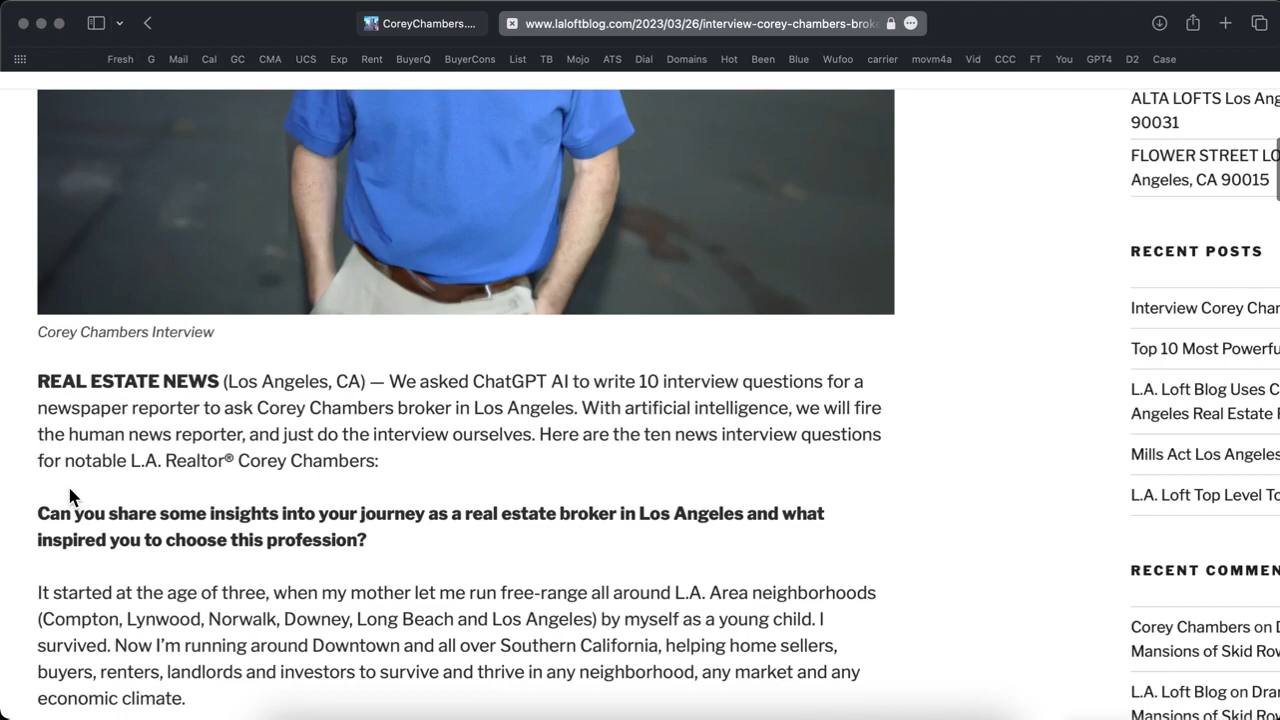 CoreyChambers....
www.laloftblog.com/2023/03/26/interview-corey-chambers-brok
Fresh G Mail Cal GC CMA UCS Exp Rent BuyerQ BuyerCons List TB Mojo ATS Dial Domains Hot Been Blue Wufoo carrier movm4a Vid CCC FT You GPT4 D2 Case
Corey Chambers Interview
REAL ESTATE NEWS (Los Angeles, CA) — We asked ChatGPT AI to write 10 interview questions for a
newspaper reporter to ask Corey Chambers broker in Los Angeles. With artificial intelligence, we will fire
the human news reporter, and just do the interview ourselves. Here are the ten news interview questions
for notable L.A. Realtor® Corey Chambers:
Can you share some insights into your journey as a real estate broker in Los Angeles and what
inspired you to choose this profession?
It started at the age of three, when my mother let me run free-range all around L.A. Area neighborhoods
(Compton, Lynwood, Norwalk, Downey, Long Beach and Los Angeles) by myself as a young child. I
survived. Now I'm running around Downtown and all over Southern California, helping home sellers,
buyers, renters, landlords and investors to survive and thrive in any neighborhood, any market and any
economic climate.
ALTA LOFTS Los Ang
90031
FLOWER STREET LO
Angeles, CA 90015
RECENT POSTS
Interview Corey Char
Top 10 Most Powerfu
L.A. Loft Blog Uses C
Angeles Real Estate
Mills Act Los Angeles
L.A. Loft Top Level To
RECENT COMMEN
Corey Chambers on D
Mansions of Skid Row
L.A. Loft Blog on Dra
Mansions of Skid Row